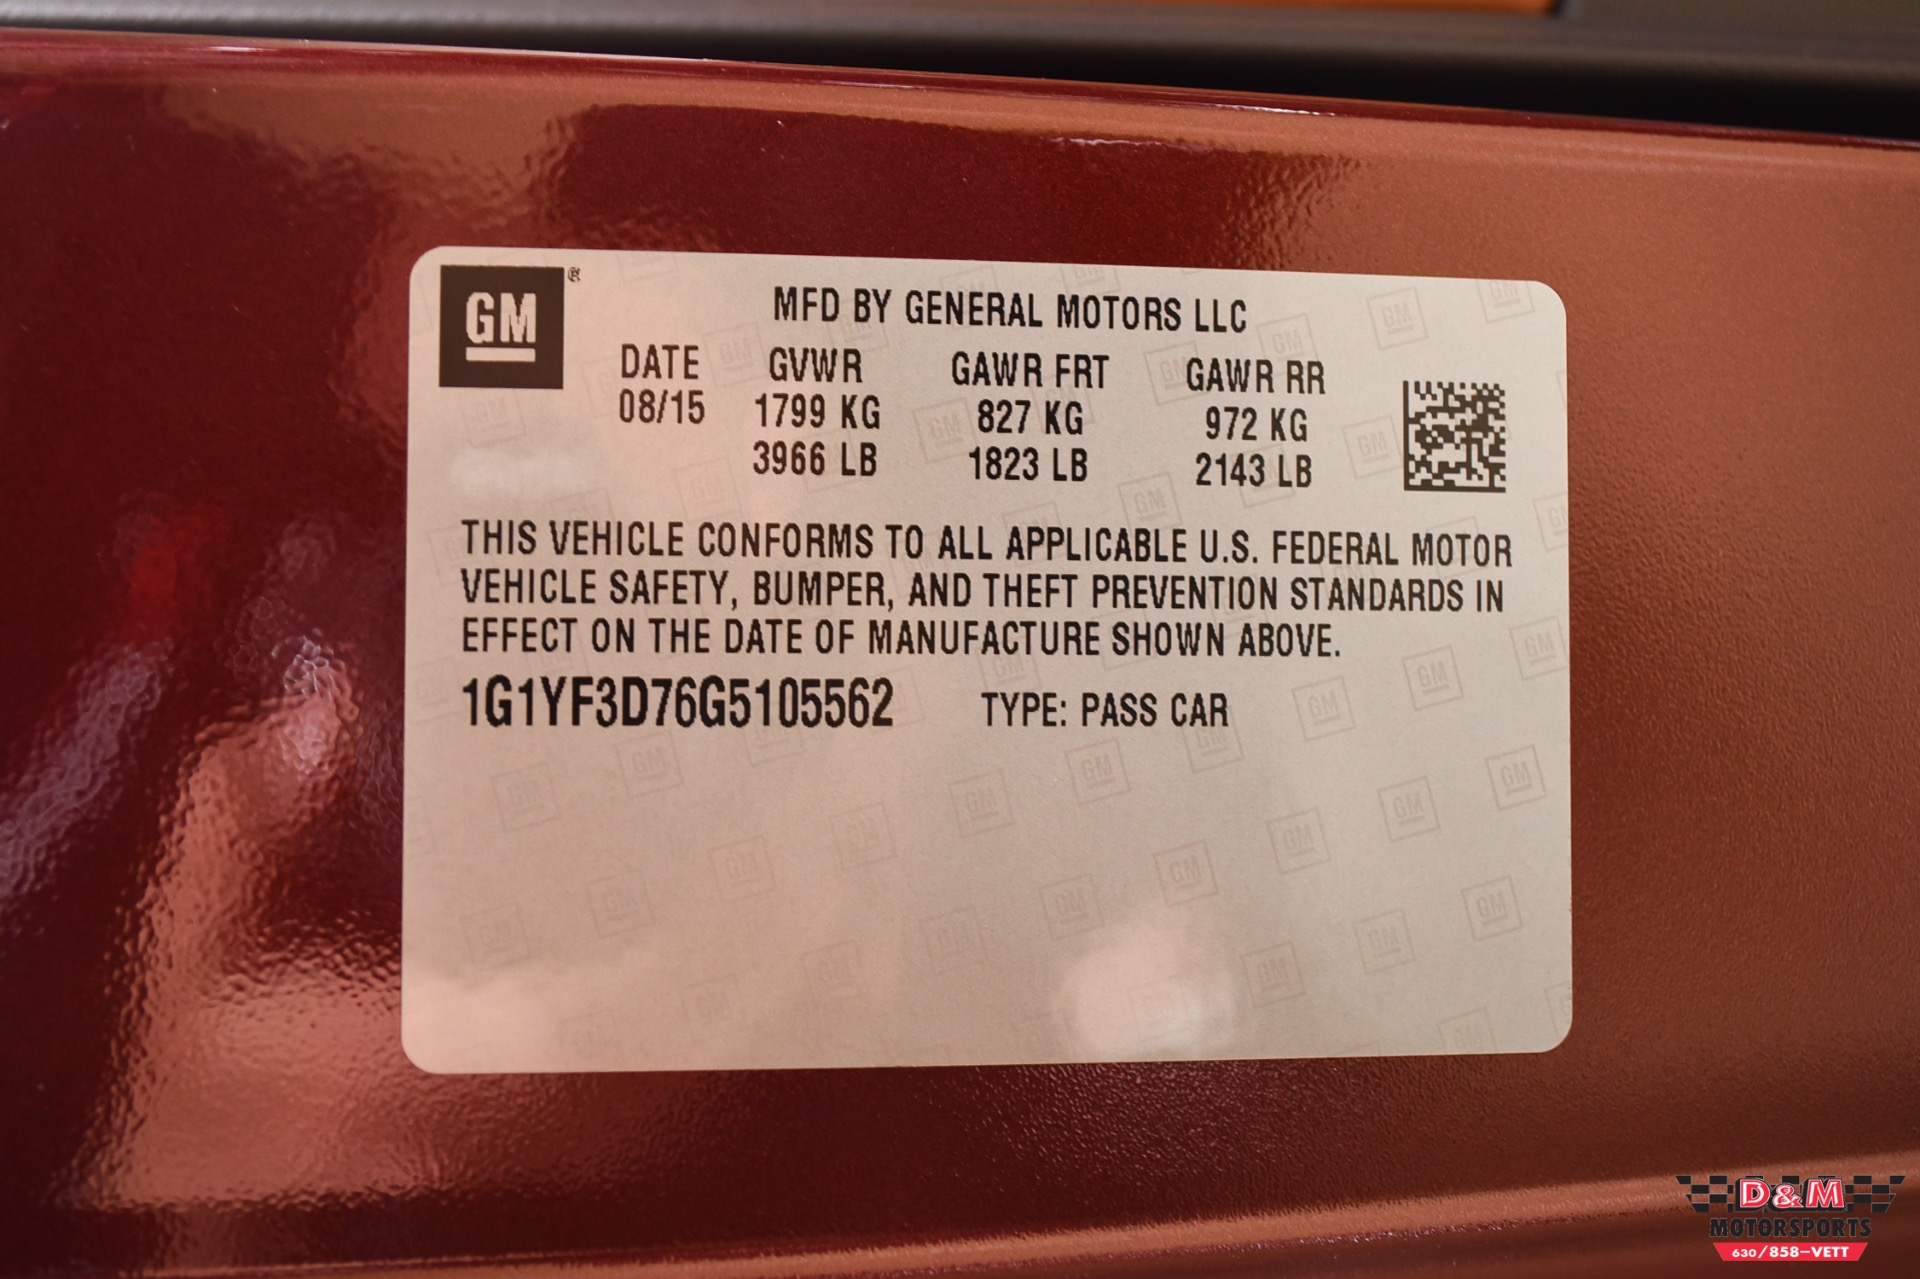 GM®
MFD BY GENERAL MOTORS LLC
DATE GVWR GAWR FRT GAWR RR
08/15 1799 KG 827 KG 972 KG
3966 LB 1823 LB 2143 LB
THIS VEHICLE CONFORMS TO ALL APPLICABLE U.S. FEDERAL MOTOR
VEHICLE SAFETY, BUMPER, AND THEFT PREVENTION STANDARDS IN
EFFECT ON THE DATE OF MANUFACTURE SHOWN ABOVE.
1G1YF3D76G5105562 TYPE: PASS CAR
D&M
MOTORSPORTS
630/858-VETT